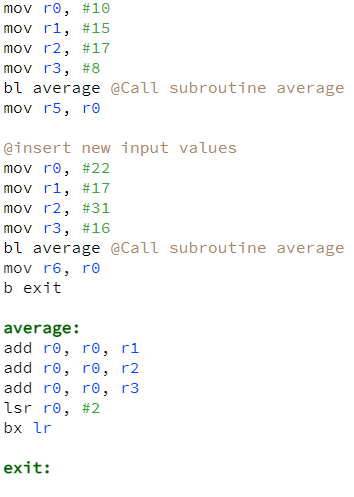 mov r0, #10
mov r1, #15
mov r2, #17
mov r3, #8
bl average @Call subroutine average
mov r5, r0
@insert new input values
mov r0, #22
mov r1, #17
mov r2, #31
mov r3, #16
bl average @Call subroutine average
mov r6, r0
b exit
average:
add r0, r0, r1
add r0, r0, r2
add r0, r0, r3
lsr r0, #2
bx lr
exit: